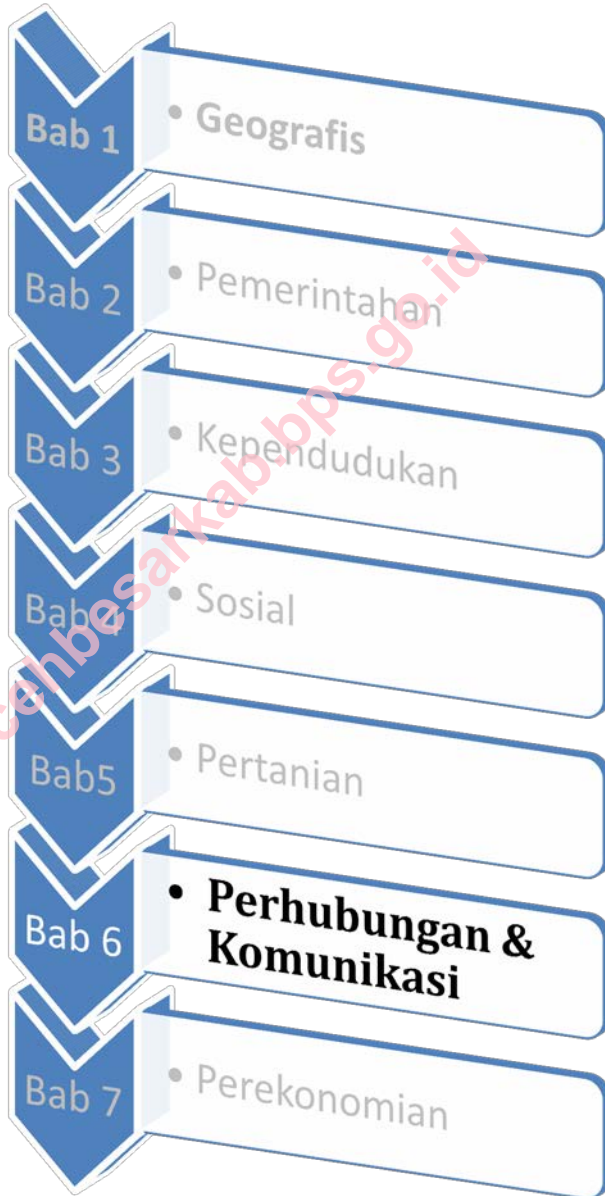 Bab 1
• Geografis
Bab 2
• Pemerintahan
Bab 3
• Kependudukan
Bab 4
• Sosial
Bab5
• Pertanian
Bab 6
• Perhubungan &
Komunikasi
Bab 7
• Perekonomian
cehbesarkab.bps.go.id